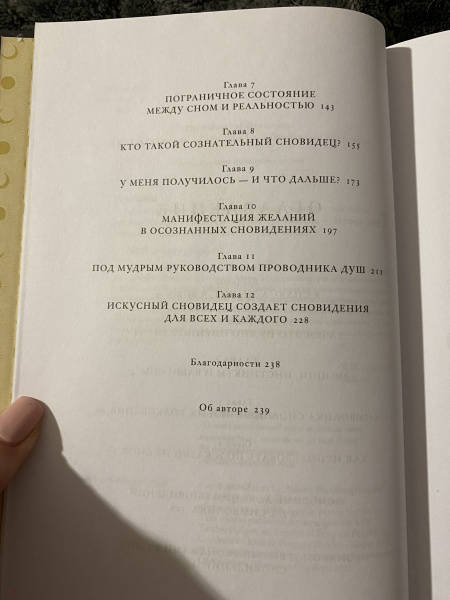 Глава 7
ПОГРАНИЧНОЕ СОСТОЯНИЕ
МЕЖДУ СНОМ И РЕАЛЬНОСТЬЮ 143
Глава 8
КТО ТАКОЙ СОЗНАТЕЛЬНЫЙ СНОВИДЕЦ? 155
Глава 9
У МЕНЯ ПОЛУЧИЛОСЬ — И ЧТО ДАЛЬШЕ? 173
Глава 10
МАНИФЕСТАЦИЯ ЖЕЛАНИЙ
В ОСОЗНАННЫХ СНОВИДЕНИЯХ 197
Глава 11
ПОД МУДРЫМ РУКОВОДСТВОМ ПРОВОДНИКА ДУШ 211
Глава 12
ИСКУСНЫЙ СНОВИДЕЦ СОЗДАЕТ СНОВИДЕНИЯ
ДЛЯ ВСЕХ И КАЖДОГО 228
Благодарности 238
Об авторе 239